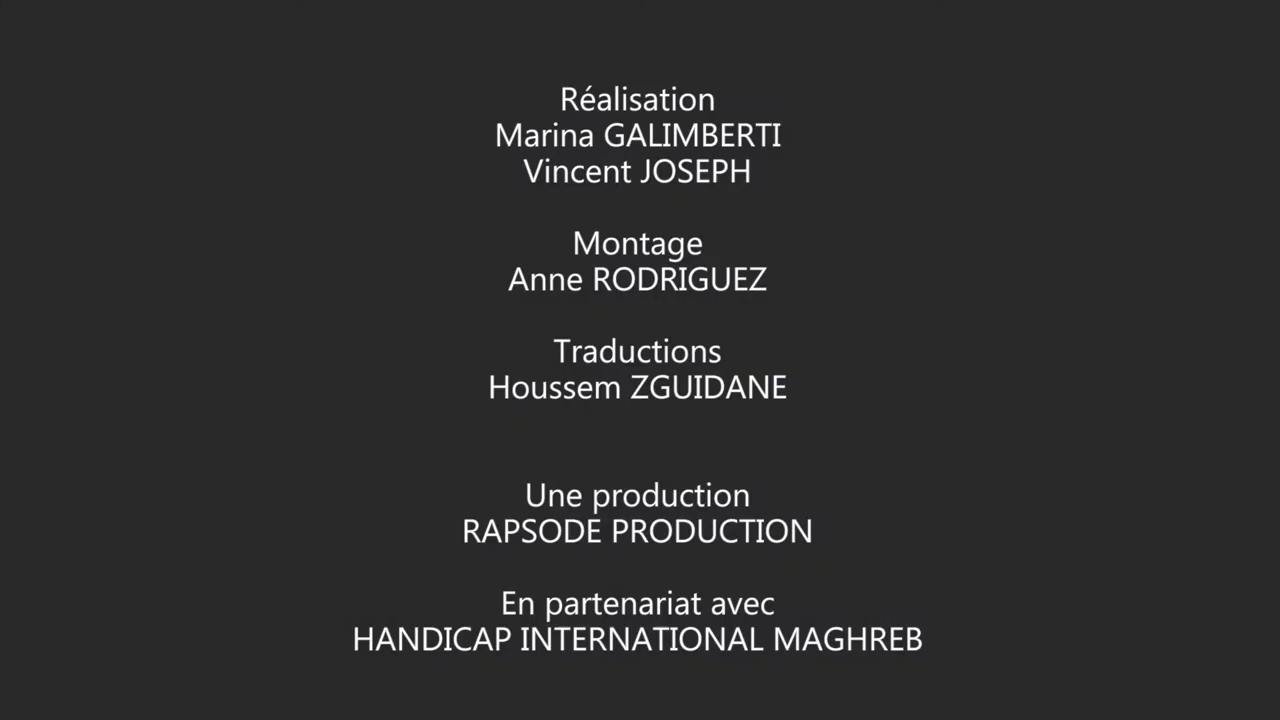 Réalisation
Marina GALIMBERTI
Vincent JOSEPH
Montage
Anne RODRIGUEZ
Traductions
Houssem ZGUIDANE
Une production
RAPSODE PRODUCTION
En partenariat avec
HANDICAP INTERNATIONAL MAGHREB